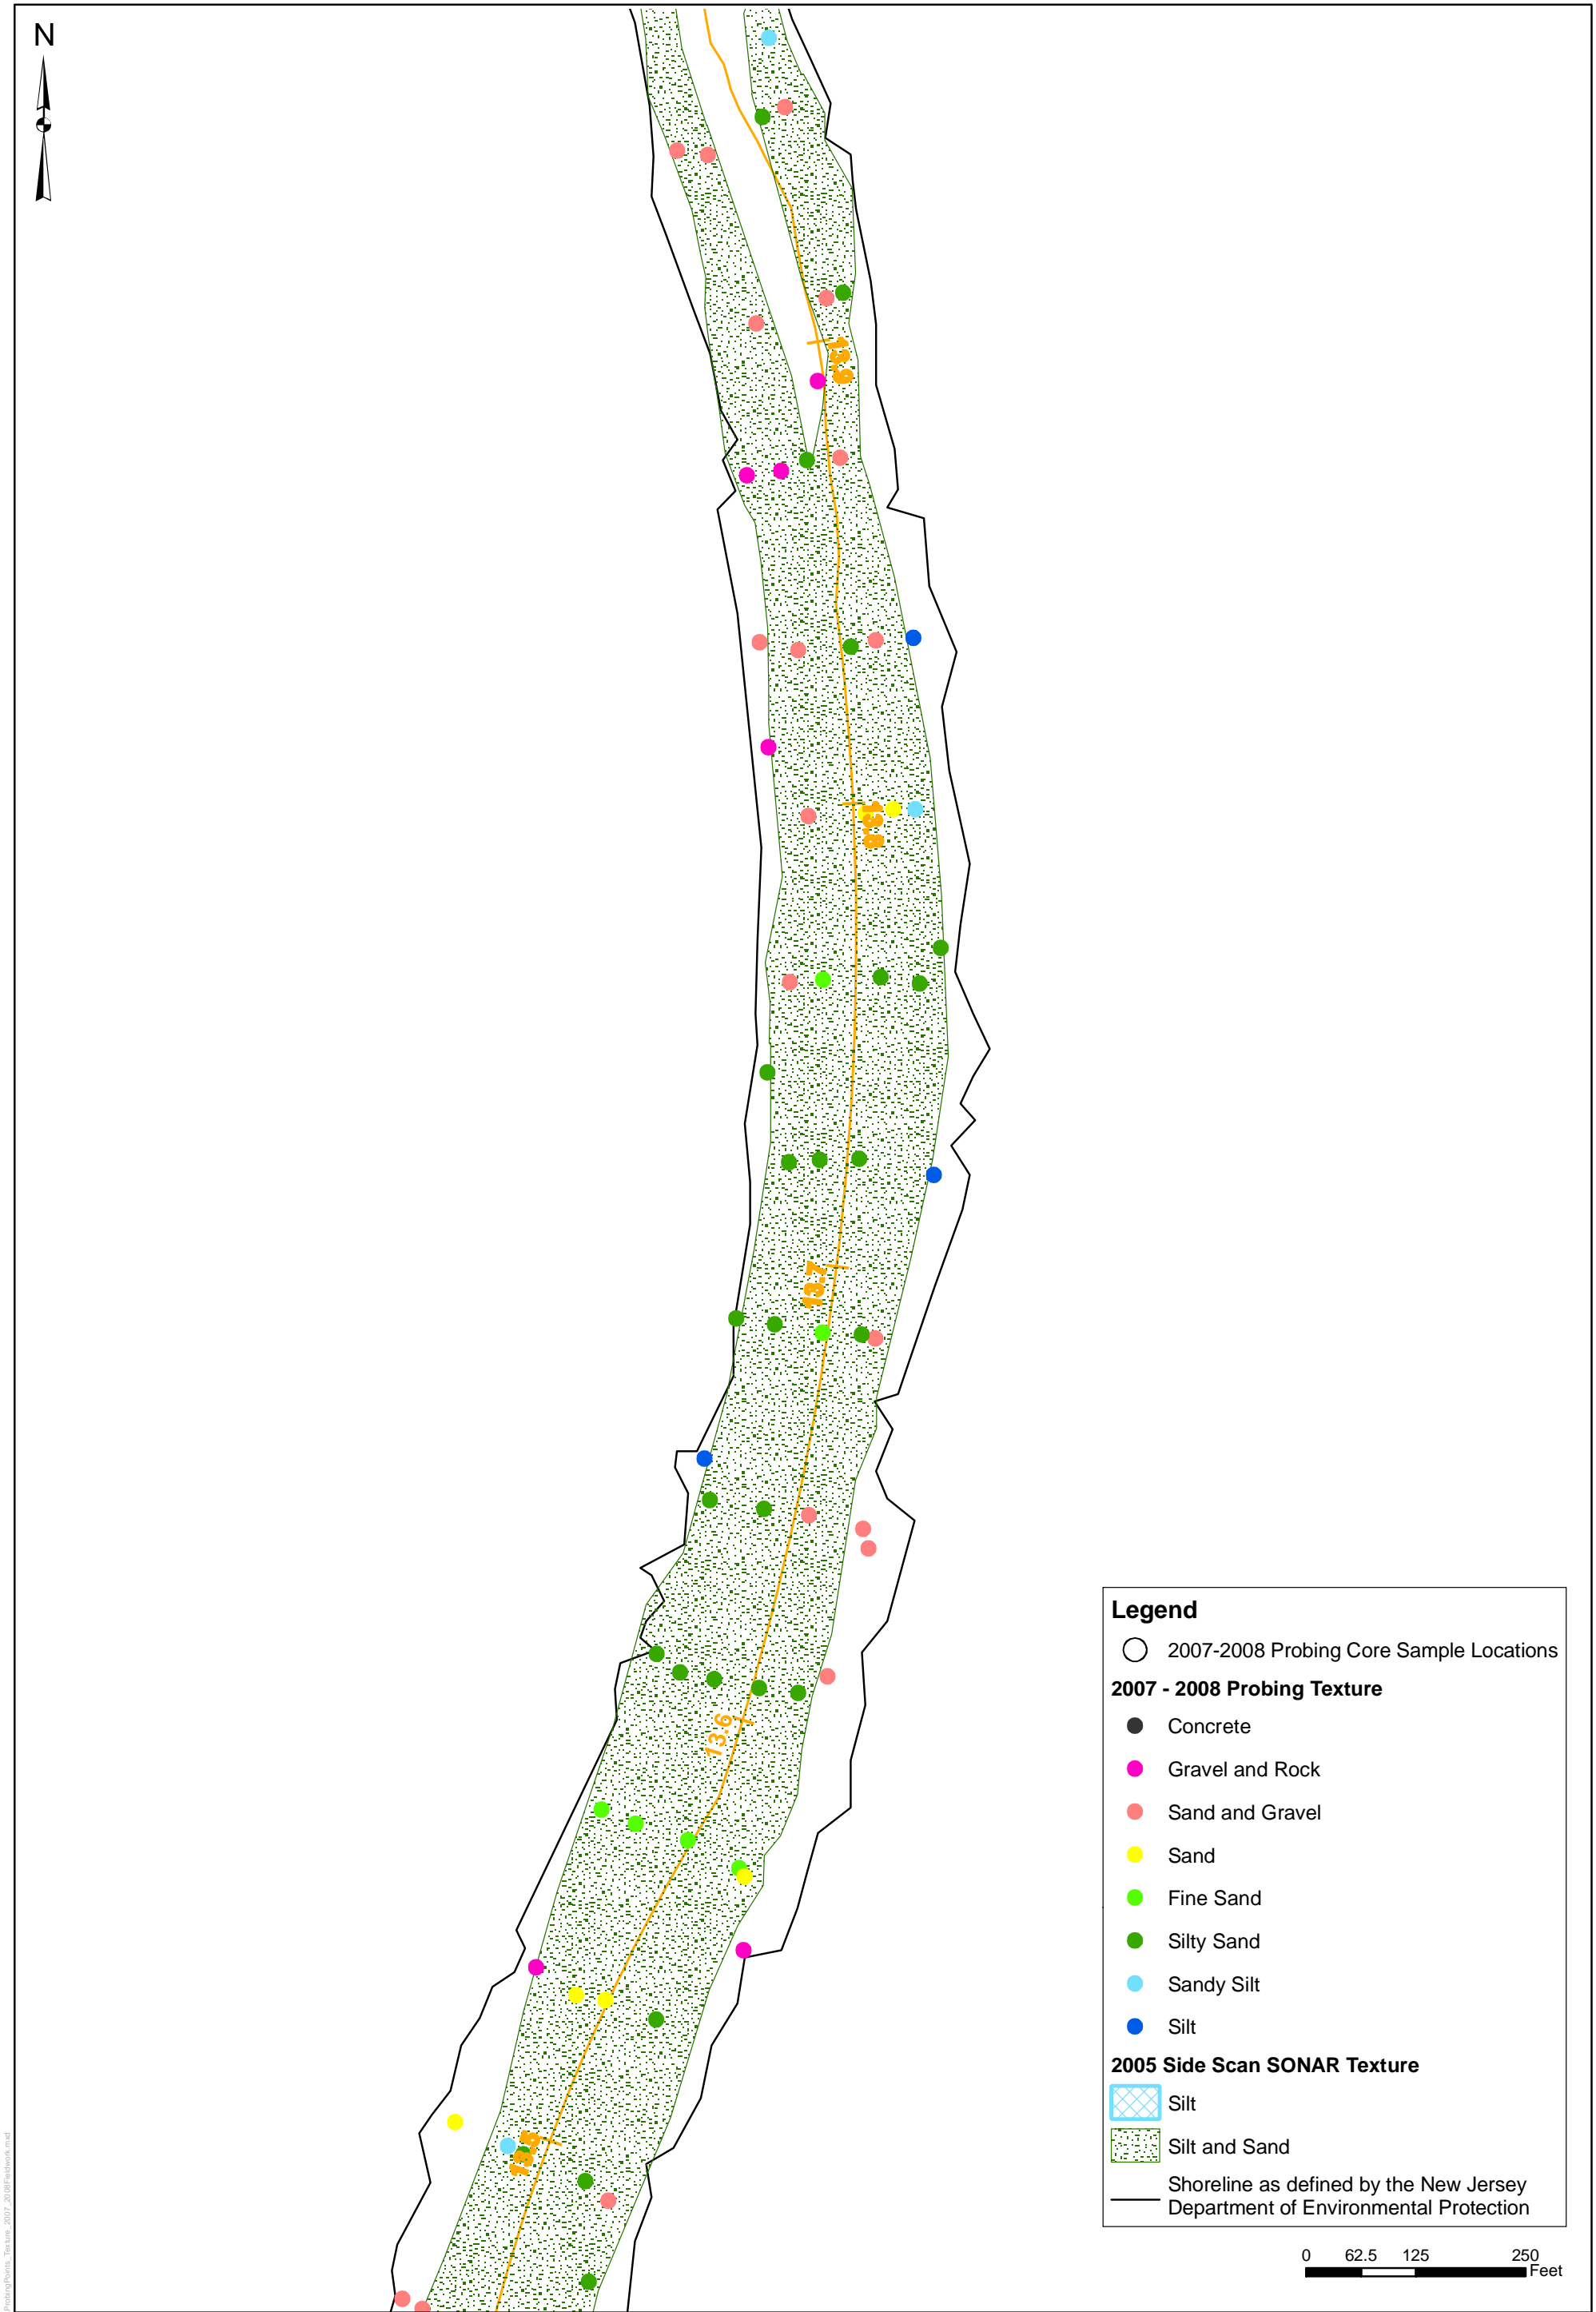 N
13.9
13.8
13.7
13.6
13.5
Legend
2007-2008 Probing Core Sample Locations
2007 - 2008 Probing Texture
Concrete
Gravel and Rock
Sand and Gravel
Sand
Fine Sand
Silty Sand
Sandy Silt
Silt
2005 Side Scan SONAR Texture
Silt
Silt and Sand
Shoreline as defined by the New Jersey
Department of Environmental Protection
0 62.5 125 250
Feet
ProbingPoints_Texture_2007_2008Fieldwork.mxd